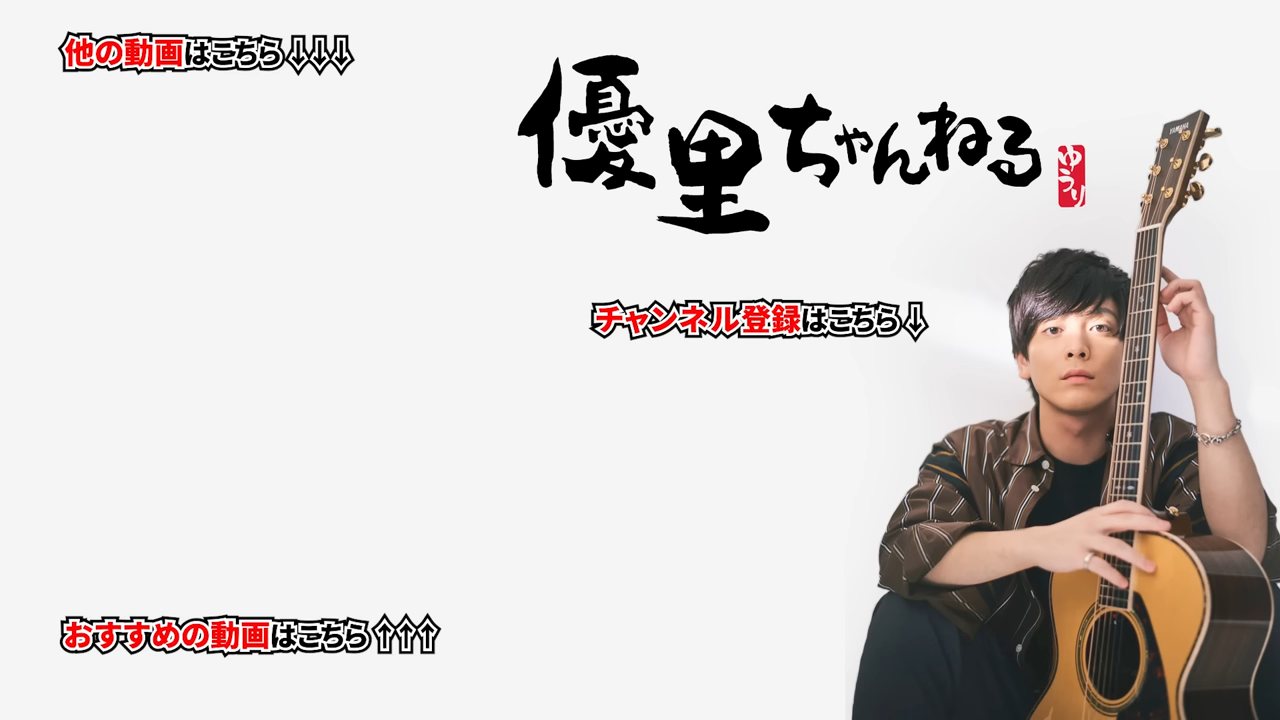 他の動画はこちら↓↓↓
優里ちゃんねる
ゆうり
YAMAHA
チャンネル登録はこちら↓
おすすめの動画はこちら↑↑↑